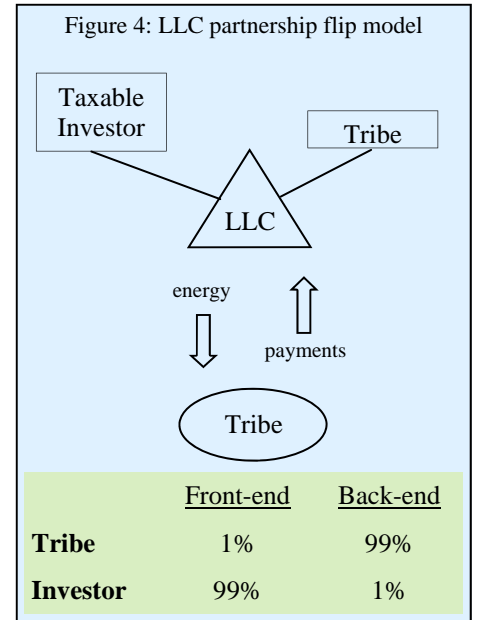 Figure 4: LLC partnership flip model
Taxable
Investor
Tribe
LLC
energy
payments
Tribe
Front-end Back-end
Tribe 1% 99%
Investor 99% 1%